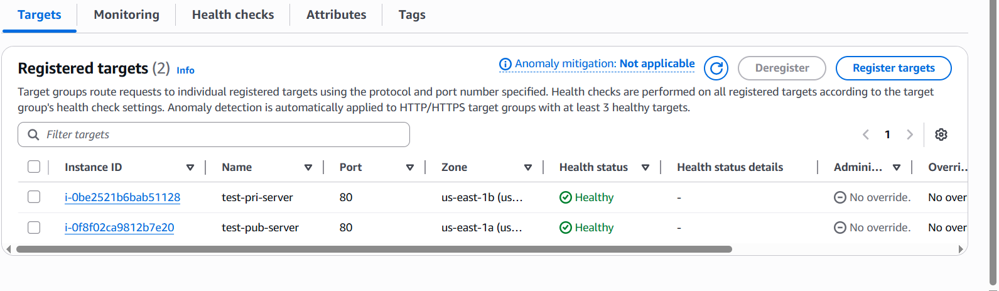 Targets Monitoring Health checks Attributes Tags
Registered targets (2) Info Anomaly mitigation: Not applicable Deregister Register targets
Target groups route requests to individual registered targets using the protocol and port number specified. Health checks are performed on all registered targets according to the target
group's health check settings. Anomaly detection is automatically applied to HTTP/HTTPS target groups with at least 3 healthy targets.
Filter targets 1
Instance ID Name Port Zone Health status Health status details Admini... Overri...
i-0be2521b6bab51128 test-pri-server 80 us-east-1b (us... Healthy - No override. No over
i-0f8f02ca9812b7e20 test-pub-server 80 us-east-1a (us... Healthy - No override. No over